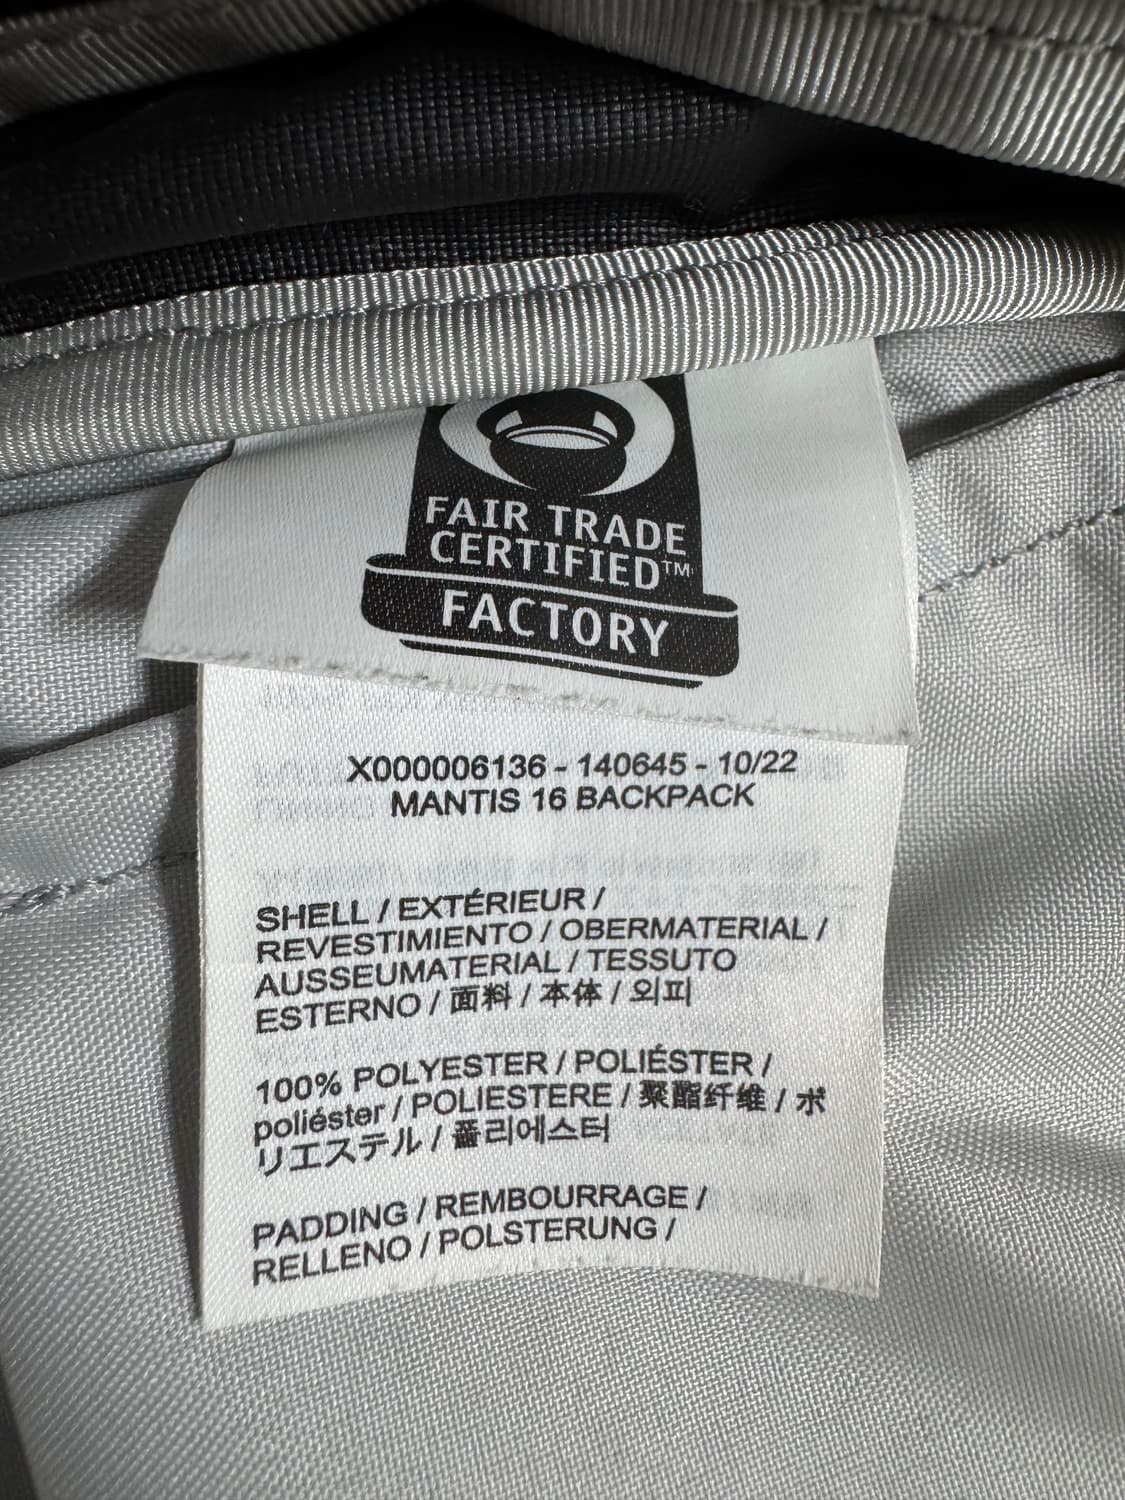 FAIR TRADE
CERTIFIED™
FACTORY
X000006136 - 140645 - 10/22
MANTIS 16 BACKPACK
SHELL / EXTÉRIEUR /
REVESTIMIENTO / OBERMATERIAL /
AUSSEUMATERIAL / TESSUTO
ESTERNO / 面料 / 本体 / 외피
100% POLYESTER / POLIÉSTER /
poliéster / POLIESTERE / 聚酯纤维 / ポ
リエステル / 폴리에스터
PADDING / REMBOURRAGE /
RELLENO / POLSTERUNG /